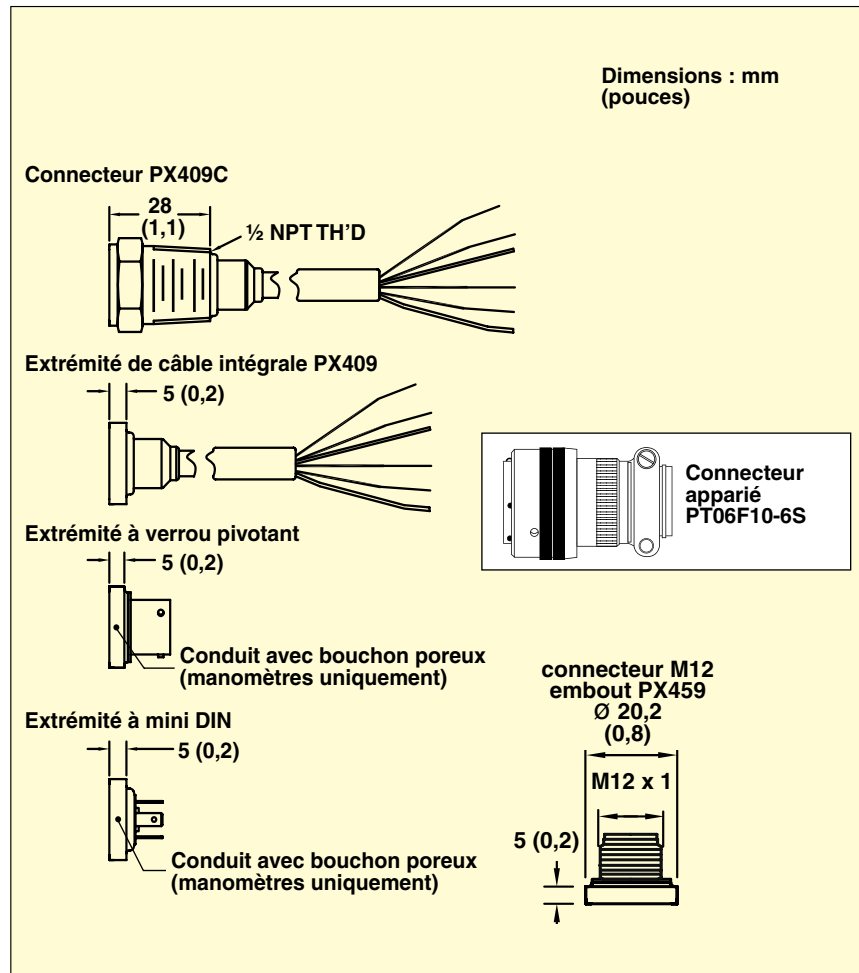 Dimensions : mm
(pouces)
Connecteur PX409C
28
(1,1)
½ NPT TH'D
Extrémité de câble intégrale PX409
5 (0,2)
Connecteur
apparié
PT06F10-6S
Extrémité à verrou pivotant
5 (0,2)
Conduit avec bouchon poreux
(manomètres uniquement)
Extrémité à mini DIN
5 (0,2)
Conduit avec bouchon poreux
(manomètres uniquement)
connecteur M12
embout PX459
Ø 20,2
(0,8)
M12 x 1
5 (0,2)